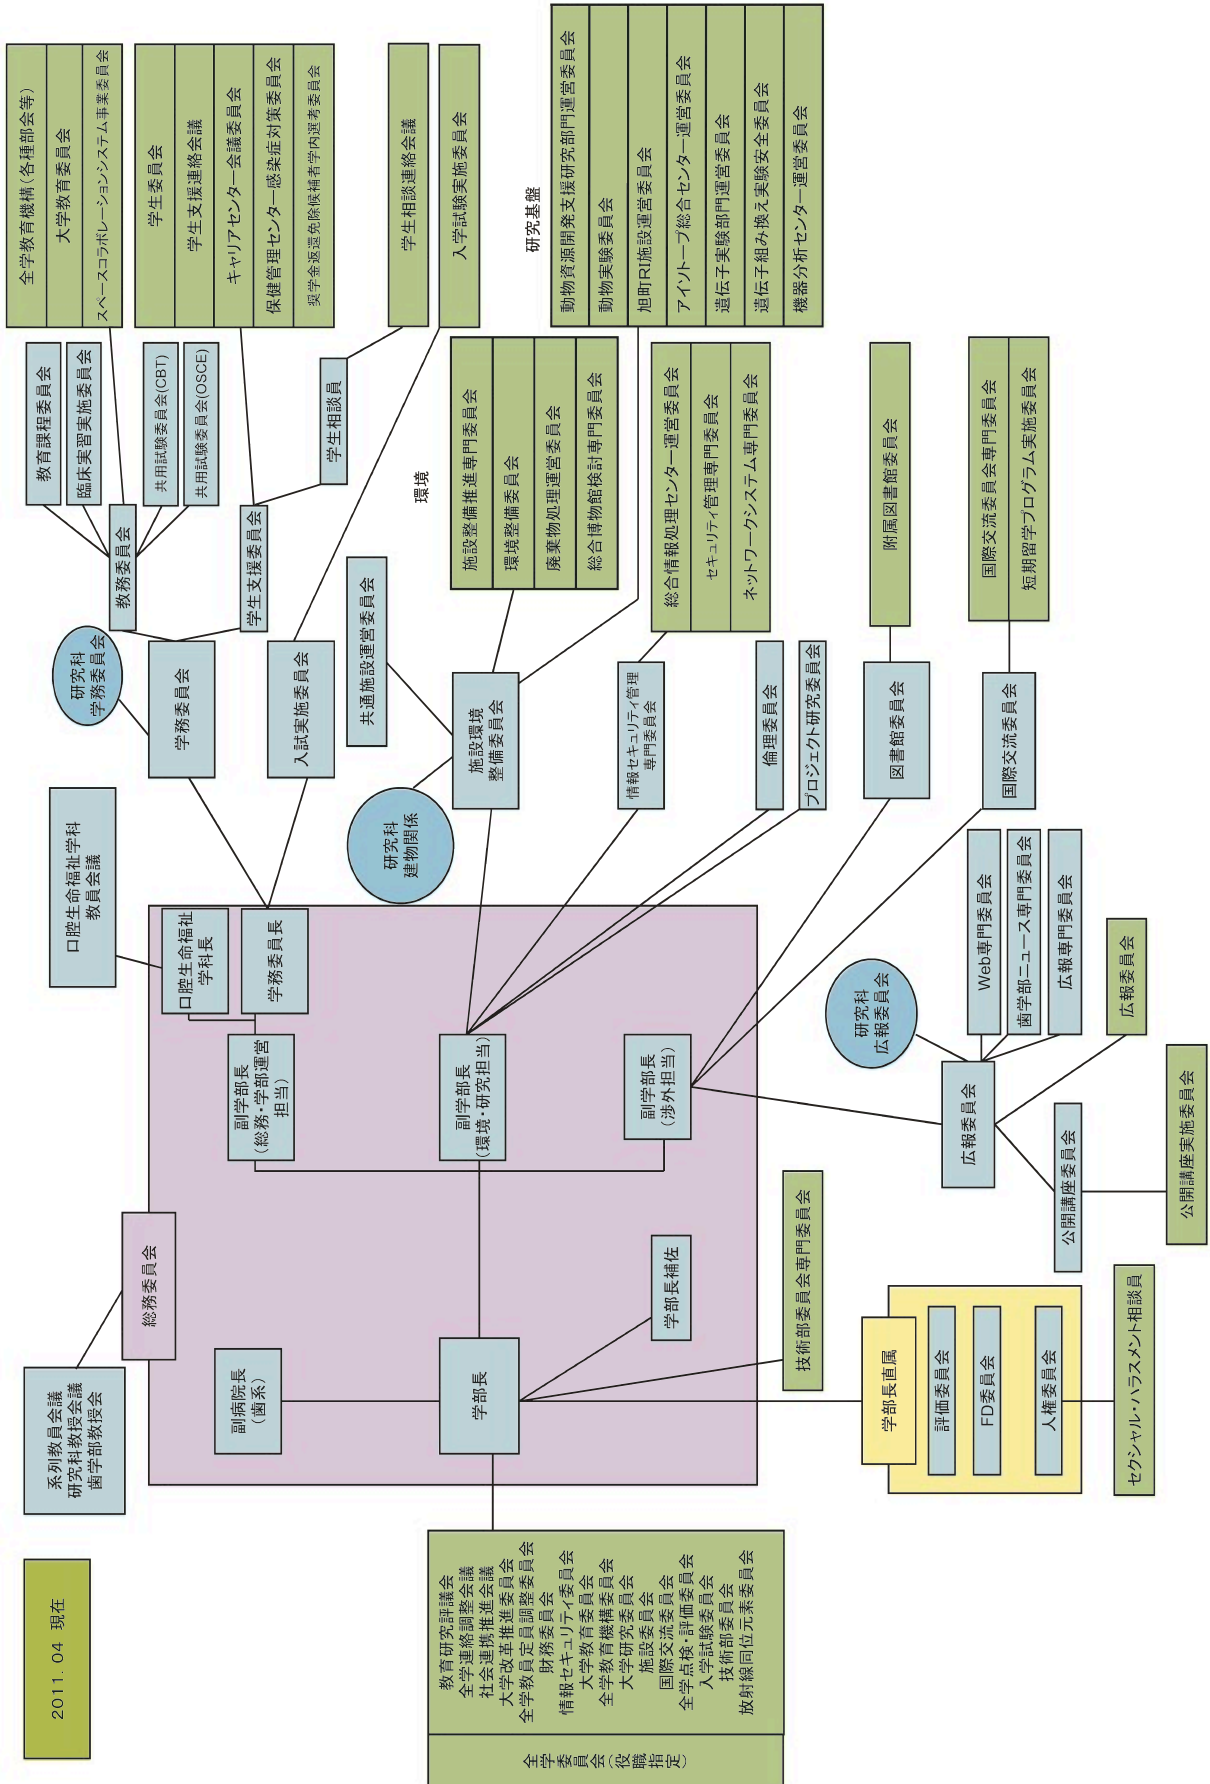 2011. 04　現在
系列教員会議
研究科教授会議
歯学部教授会
総務委員会
口腔生命福祉学科
教員会議
研究科
学務委員会
教務委員会
教育課程委員会
臨床実習実施委員会
共用試験委員会(CBT)
共用試験委員会(OSCE)
全学教育機構（各種部会等）
大学教育委員会
スペースコラボレーションシステム事業委員会
学生委員会
学生支援連絡会議
キャリアセンター会議委員会
保健管理センター感染症対策委員会
奨学金返還免除候補者学内選考委員会
学務委員会
学生支援委員会
学生相談員
学生相談連絡会議
入学試験実施委員会
入試実施委員会
口腔生命福祉
学科長
学務委員長
副病院長
（歯系）
副学部長
（総務・学部運営
担当）
共通施設運営委員会
研究科
建物関係
施設環境
整備委員会
環境
施設整備推進専門委員会
環境整備委員会
廃棄物処理運営委員会
総合博物館検討専門委員会
研究基盤
動物資源開発支援研究部門運営委員会
動物実験委員会
旭町RI施設運営委員会
アイソトープ総合センター運営委員会
遺伝子実験部門運営委員会
遺伝子組み換え実験安全委員会
機器分析センター運営委員会
学部長
副学部長
（環境・研究担当）
情報セキュリティ管理
専門委員会
総合情報処理センター運営委員会
セキュリティ管理専門委員会
ネットワークシステム専門委員会
倫理委員会
プロジェクト研究委員会
学部長補佐
副学部長
（渉外担当）
図書館委員会
附属図書館委員会
国際交流委員会
国際交流委員会専門委員会
短期留学プログラム実施委員会
技術部委員会専門委員会
研究科
広報委員会
広報委員会
Web専門委員会
歯学部ニュース専門委員会
広報専門委員会
広報委員会
公開講座委員会
公開講座実施委員会
学部長直属
評価委員会
FD委員会
人権委員会
セクシャル・ハラスメント相談員
教育研究評議会
全学連絡調整会議
社会連携推進会議
大学改革推進委員会
全学教員定員調整委員会
財務委員会
情報セキュリティ委員会
大学教育委員会
全学教育機構委員会
大学研究委員会
施設委員会
国際交流委員会
全学点検・評価委員会
入学試験委員会
技術部委員会
放射線同位元素委員会
全学委員会（役職指定）